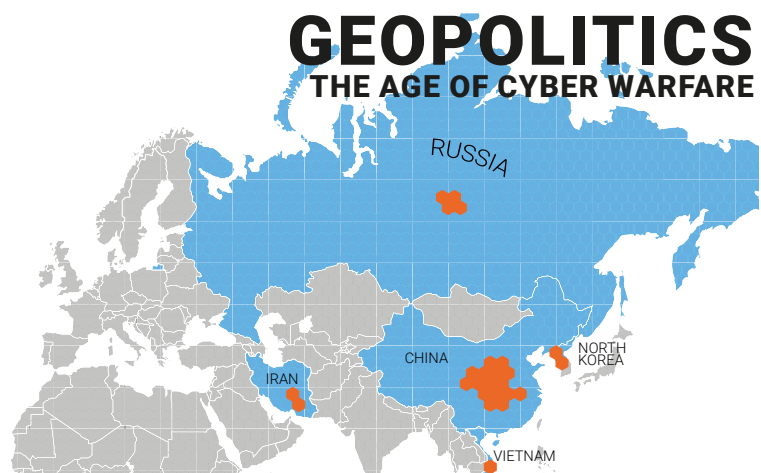 GEOPOLITICS
THE AGE OF CYBER WARFARE
RUSSIA
CHINA
NORTH
KOREA
IRAN
VIETNAM